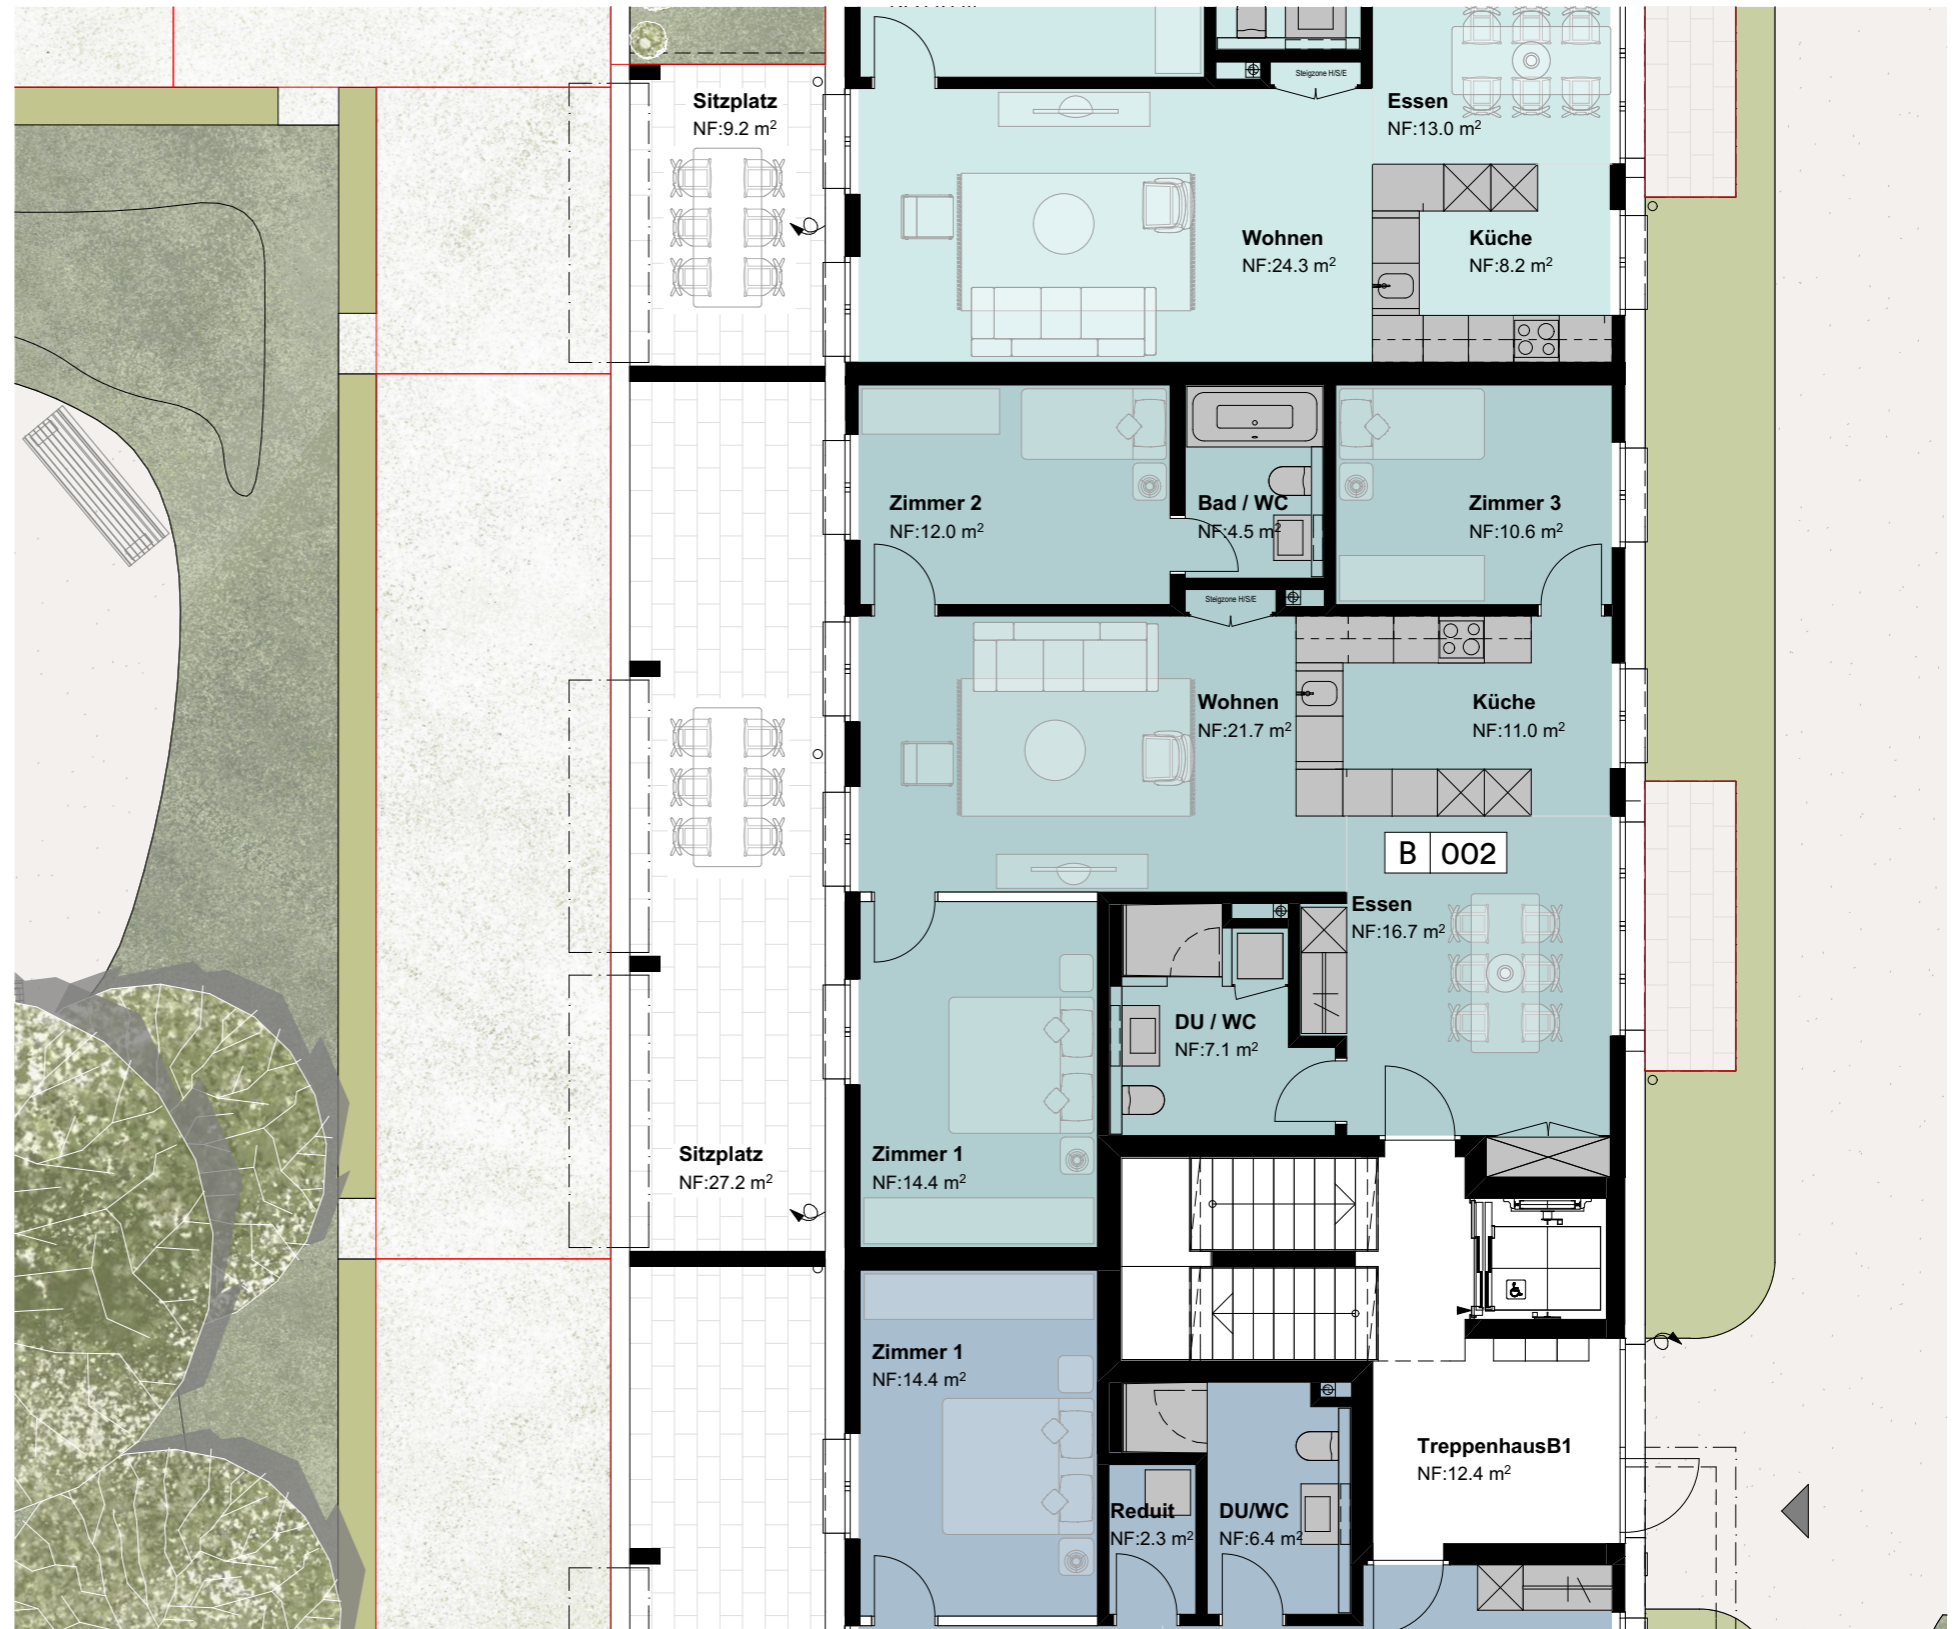 Steigzone H/S/E
Sitzplatz
NF:9.2 m²
Essen
NF:13.0 m²
Wohnen
NF:24.3 m²
Küche
NF:8.2 m²
Zimmer 2
NF:12.0 m²
Bad / WC
NF:4.5 m²
Zimmer 3
NF:10.6 m²
Steigzone H/S/E
Wohnen
NF:21.7 m²
Küche
NF:11.0 m²
B 002
Essen
NF:16.7 m²
DU / WC
NF:7.1 m²
Sitzplatz
NF:27.2 m²
Zimmer 1
NF:14.4 m²
Zimmer 1
NF:14.4 m²
TreppenhausB1
NF:12.4 m²
Reduit
NF:2.3 m²
DU/WC
NF:6.4 m²